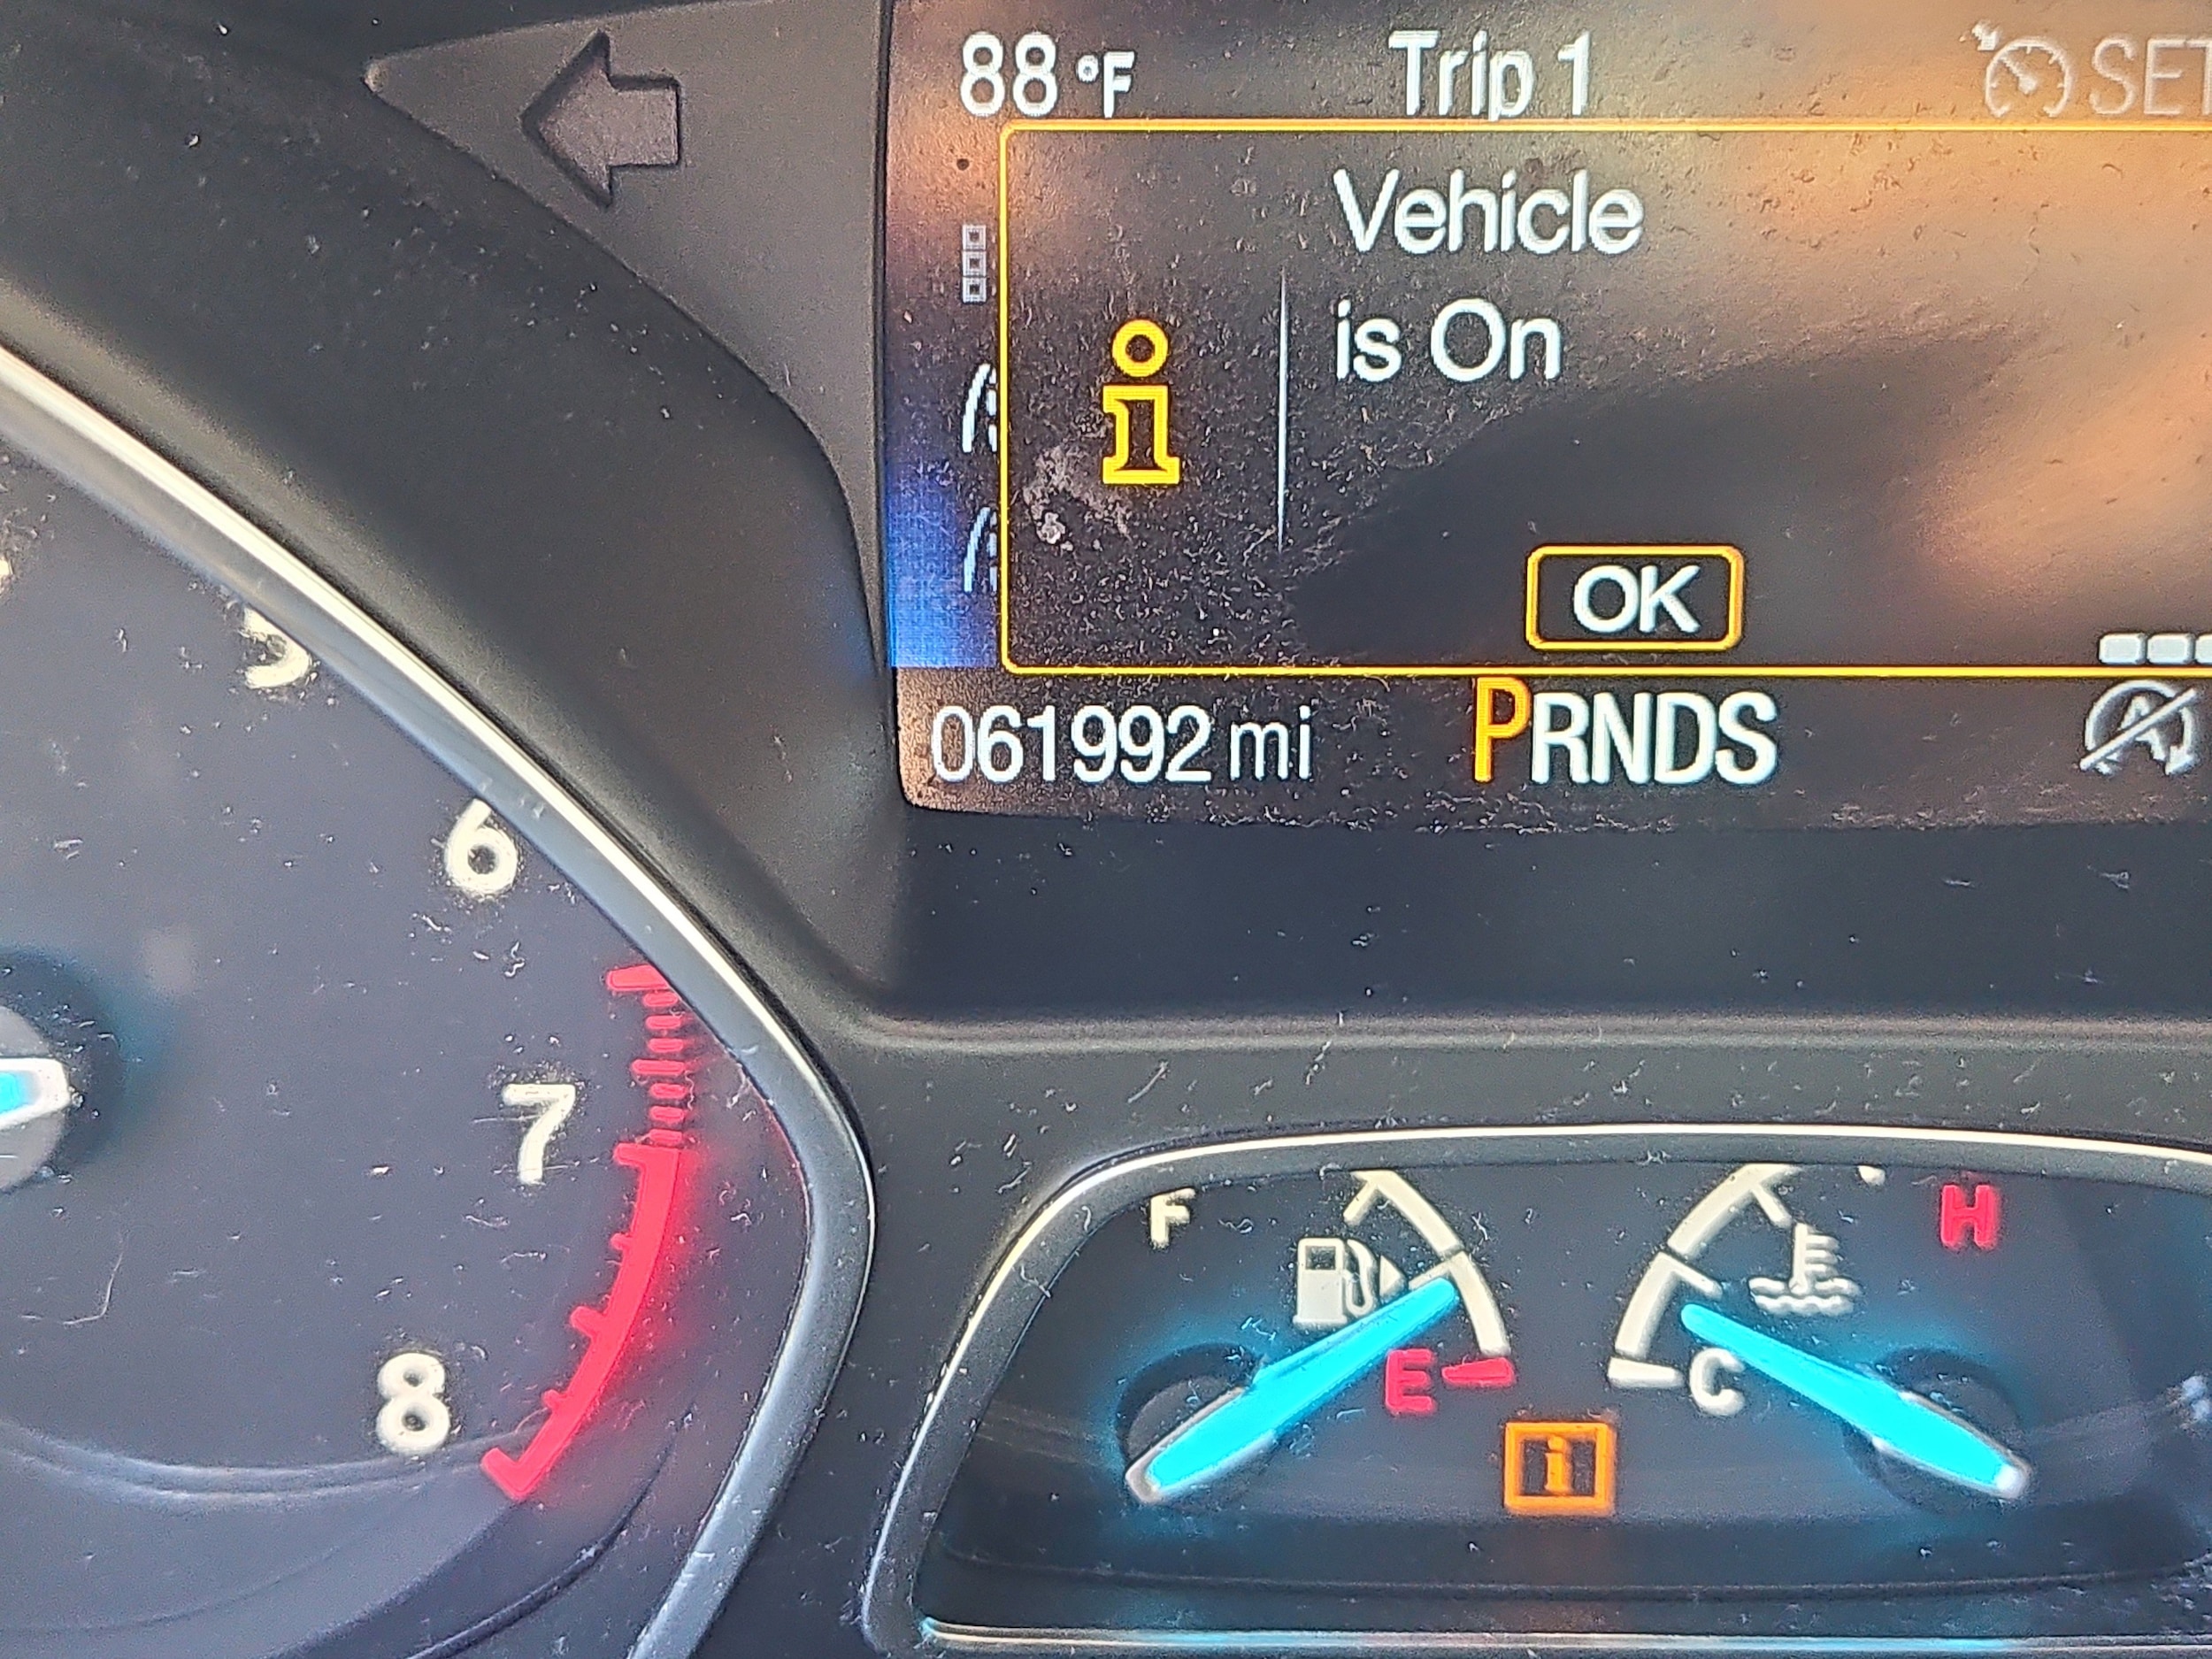 88 °F Trip 1 SET
Vehicle
is On
OK
061992 mi PRNDS
5
6
7
8
F H
E C